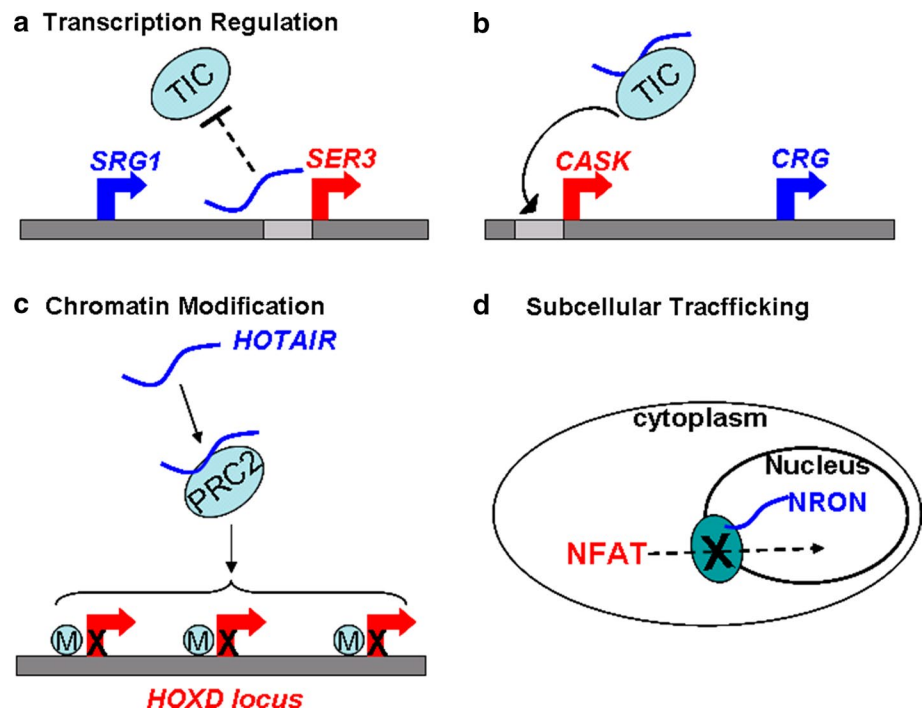 a Transcription Regulation
TIC
SRG1
SER3
b
TIC
CASK
CRG
c Chromatin Modification
HOTAIR
PRC2
M X M X M X
HOXD locus
d Subcellular Tracfficking
cytoplasm
Nucleus
NRON
NFAT X